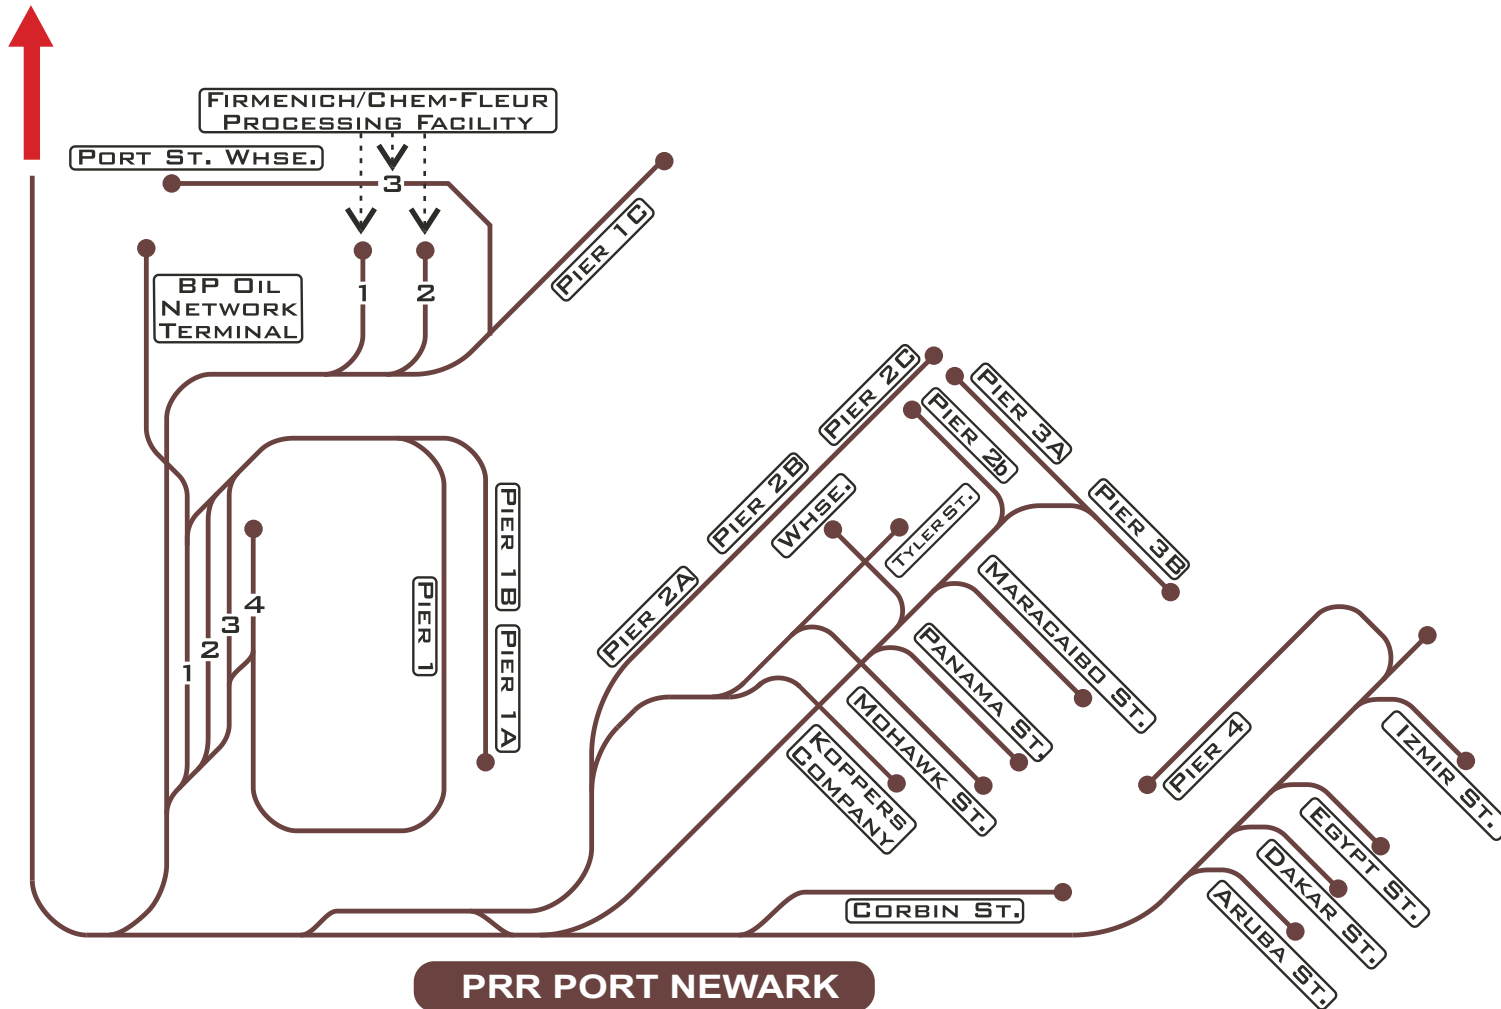 FIRMENICH/CHEM-FLEUR
PROCESSING FACILITY
PORT ST. WHSE.
3
PIER 1C
BP OIL
NETWORK
TERMINAL
1
2
PIER 2C
PIER 3A
PIER 2b
PIER 2B
WHSE.
TYLER ST.
PIER 3B
PIER 1B
PIER 1
PIER 1A
4
3
2
1
PIER 2A
MARACAIBO ST.
PANAMA ST.
MOHAWK ST.
KOPPERS
COMPANY
PIER 4
IZMIR ST.
EGYPT ST.
DAKAR ST.
ARUBA ST.
CORBIN ST.
PRR PORT NEWARK